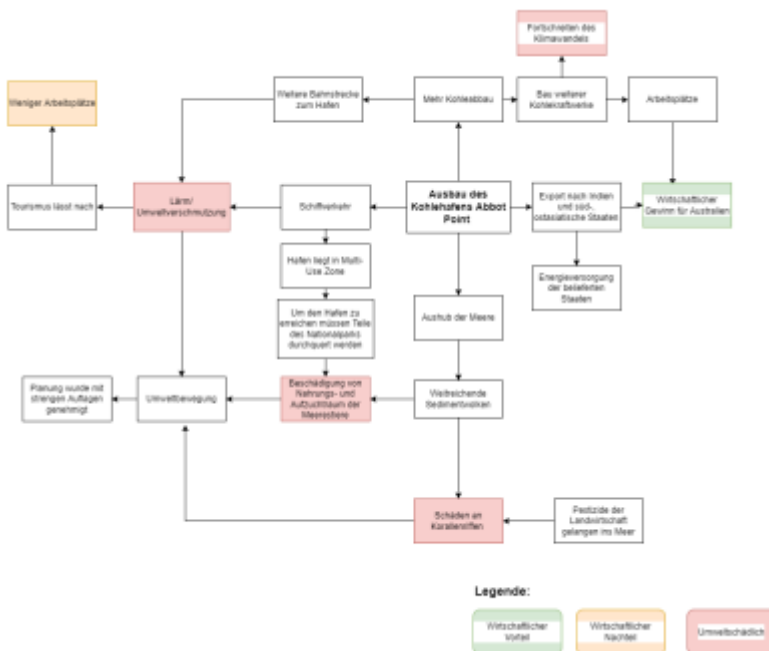 Fortschreiten des
Klimawandels
Weniger Arbeitsplätze
Weitere Bahnstrecke
zum Hafen
Mehr Kohleabbau
Bau weiterer
Kohlekraftwerke
Arbeitsplätze
Tourismus lässt nach
Lärm/
Umweltverschmutzung
Schiffverkehr
Ausbau des
Kohlehafens Abbot
Point
Export nach Indien
und süd-,
ostasiatische Staaten
Wirtschaftlicher
Gewinn für Australien
Hafen liegt in Multi-
Use Zone
Energieversorgung
der belieferten
Staaten
Um den Hafen zu
erreichen müssen Teile
des Nationalparks
durchquert werden
Aushub der Meere
Planung wurde mit
strengen Auflagen
genehmigt
Umweltbewegung
Beschädigung von
Nahrungs- und
Aufzuchtraum der
Meerestiere
Weitreichende
Sedimentwolken
Schäden an
Korallenriffen
Pestizide der
Landwirtschaft
gelangen ins Meer
Legende:
Wirtschaftlicher
Vorteil
Wirtschaftlicher
Nachteil
Umweltschädlich